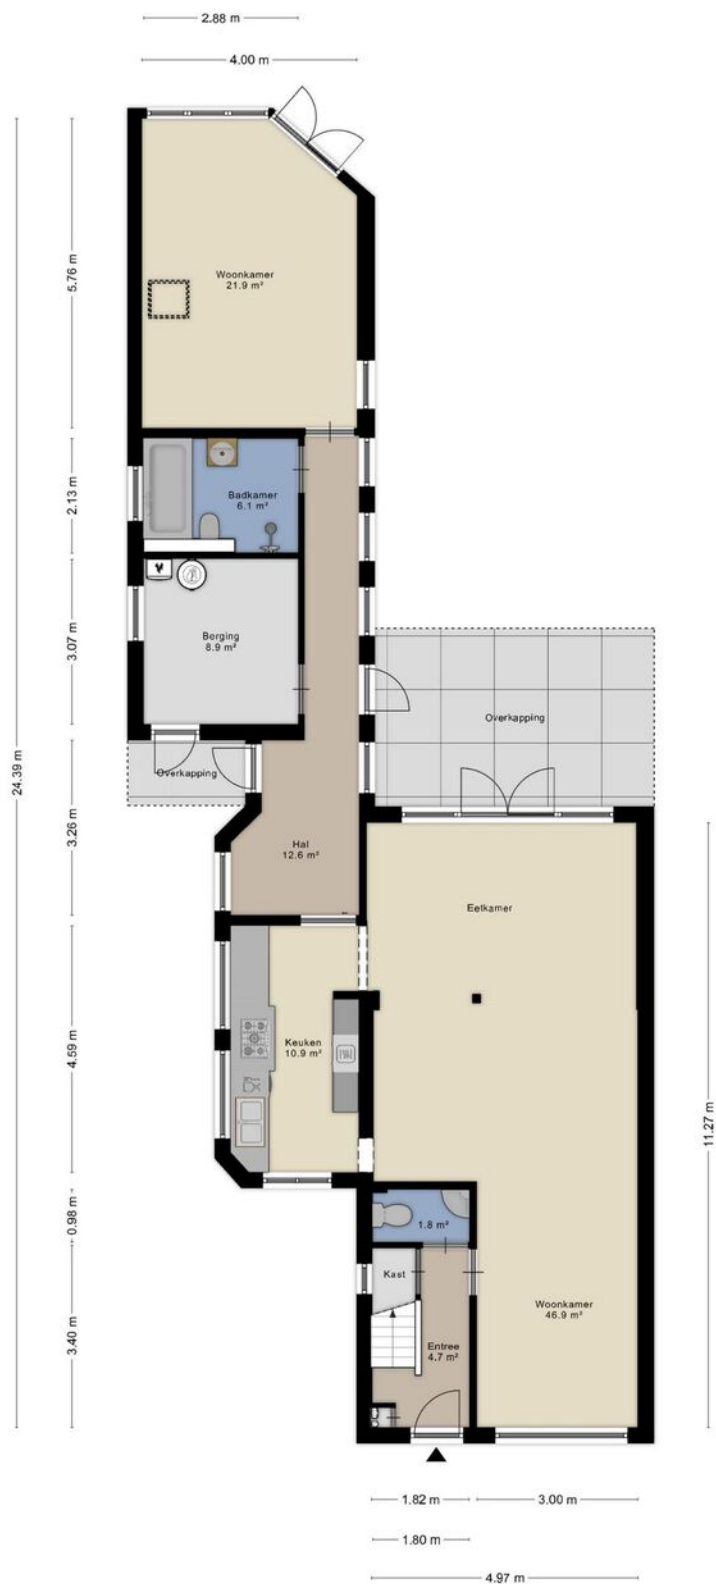 2.88 m
4.00 m
5.76 m
Woonkamer
21.9 m²
2.13 m
Badkamer
6.1 m²
3.07 m
Berging
8.9 m²
Overkapping
Overkapping
24.39 m
3.26 m
Hal
12.6 m²
Eetkamer
4.59 m
Keuken
10.9 m²
11.27 m
0.98 m
1.8 m²
Kast
3.40 m
Woonkamer
46.9 m²
Entree
4.7 m²
1.82 m
3.00 m
1.80 m
4.97 m